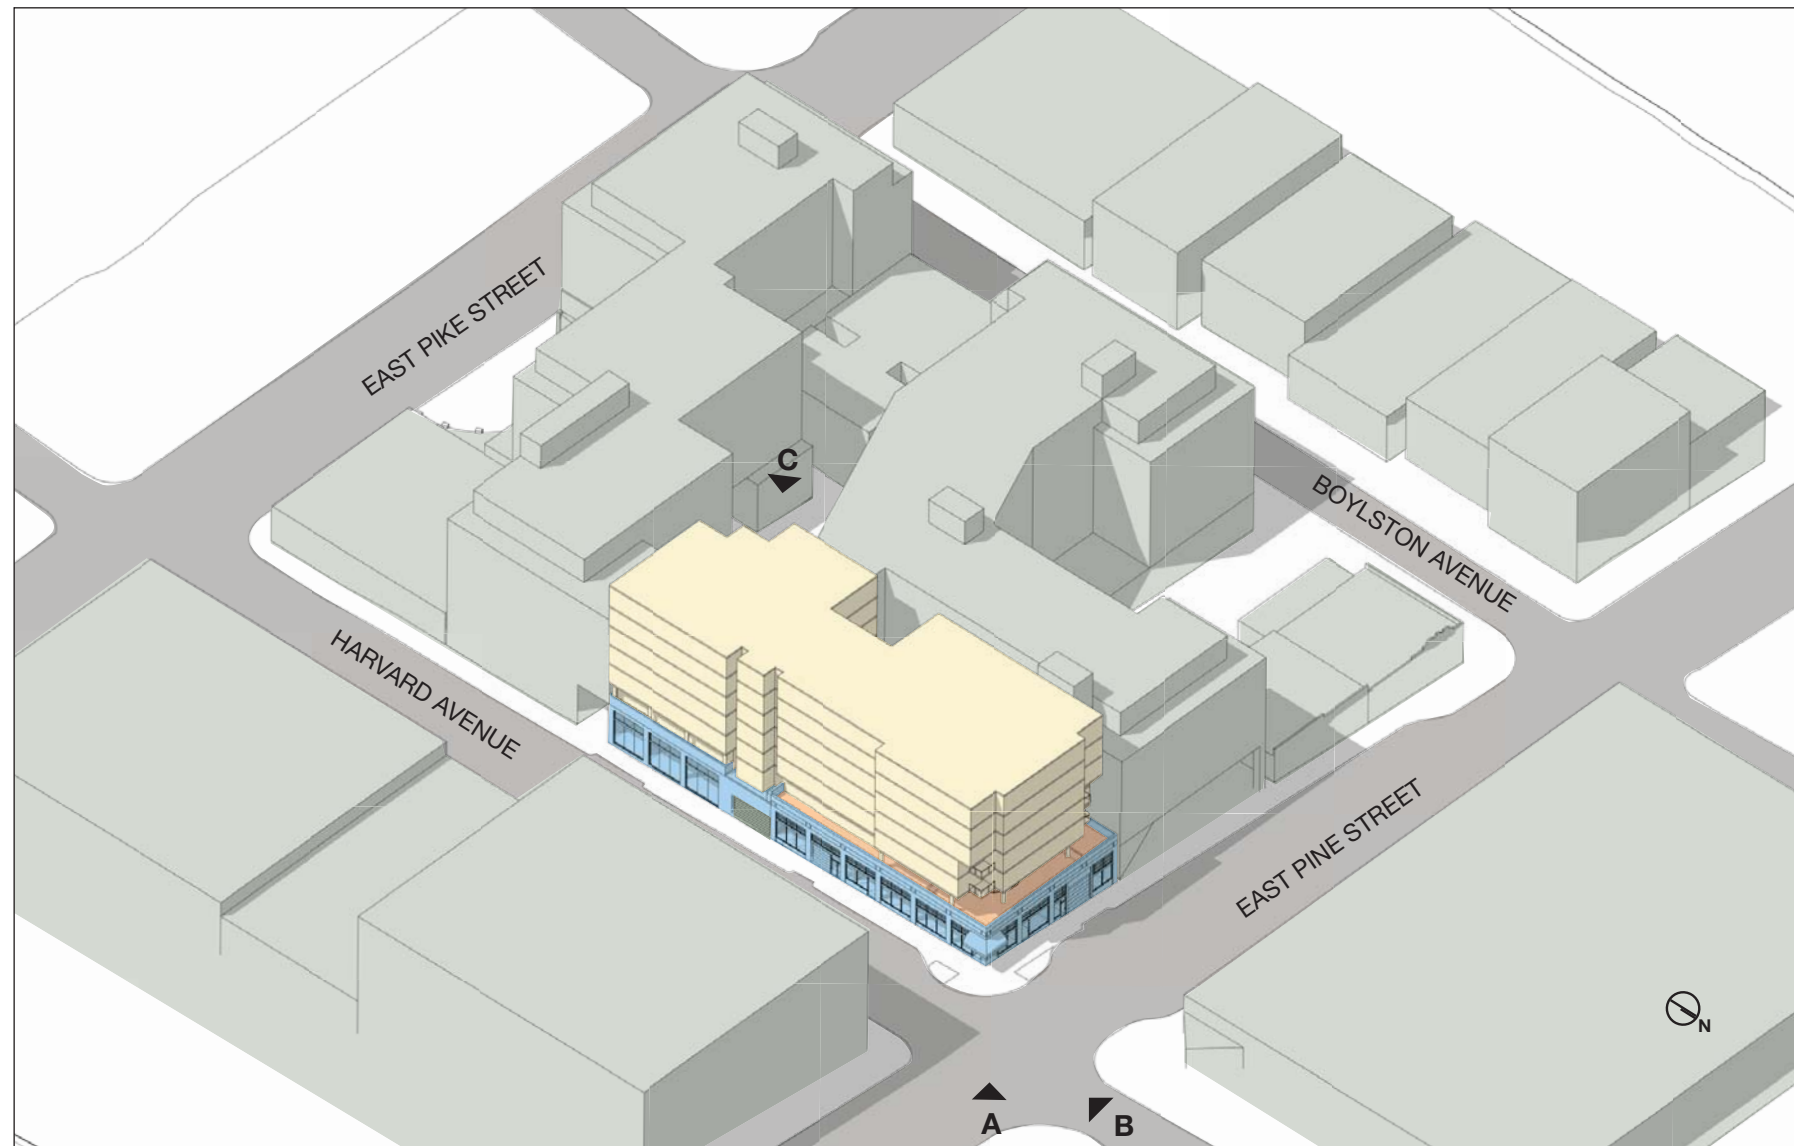 EAST PIKE STREET
C
BOYLSTON AVENUE
HARVARD AVENUE
EAST PINE STREET
N
A
B